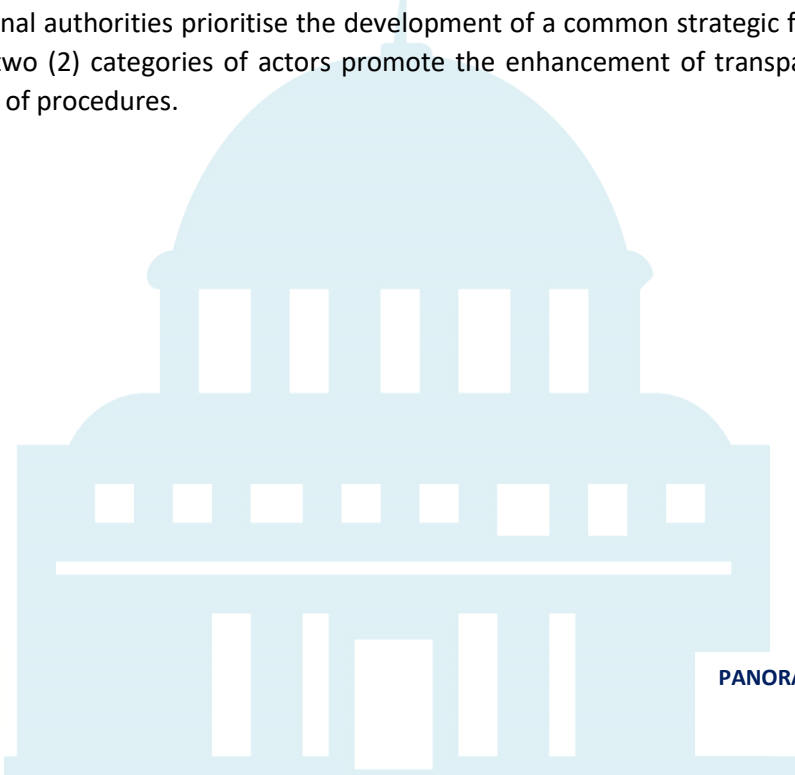 nal authorities prioritise the development of a common strategic f
two (2) categories of actors promote the enhancement of transpa
of procedures.
PANORA